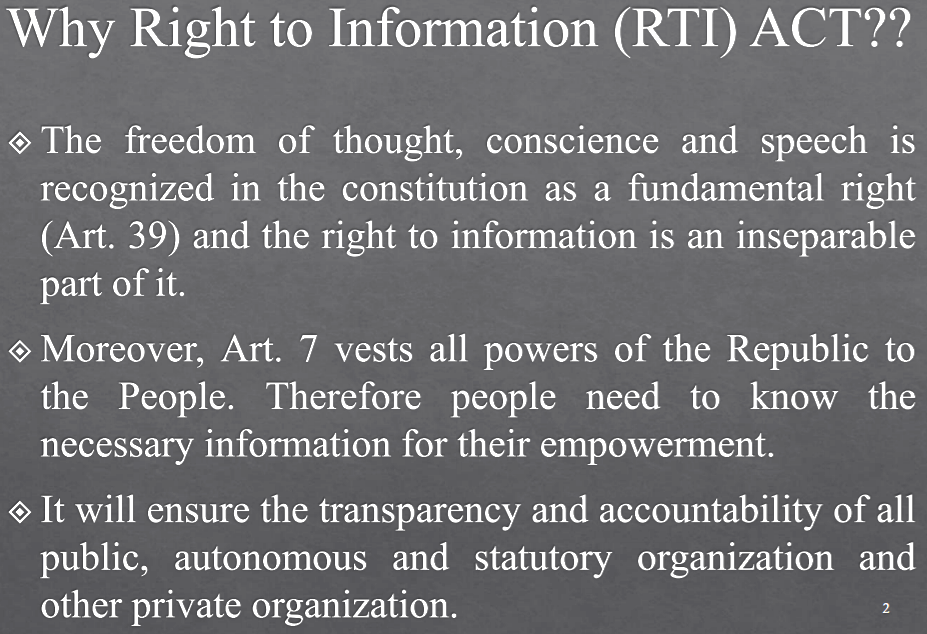 Why Right to Information (RTI) ACT??
The freedom of thought, conscience and speech is
recognized in the constitution as a fundamental right
(Art. 39) and the right to information is an inseparable
part of it.
Moreover, Art. 7 vests all powers of the Republic to
the People. Therefore people need to know the
necessary information for their empowerment.
It will ensure the transparency and accountability of all
public, autonomous and statutory organization and
other private organization.
2